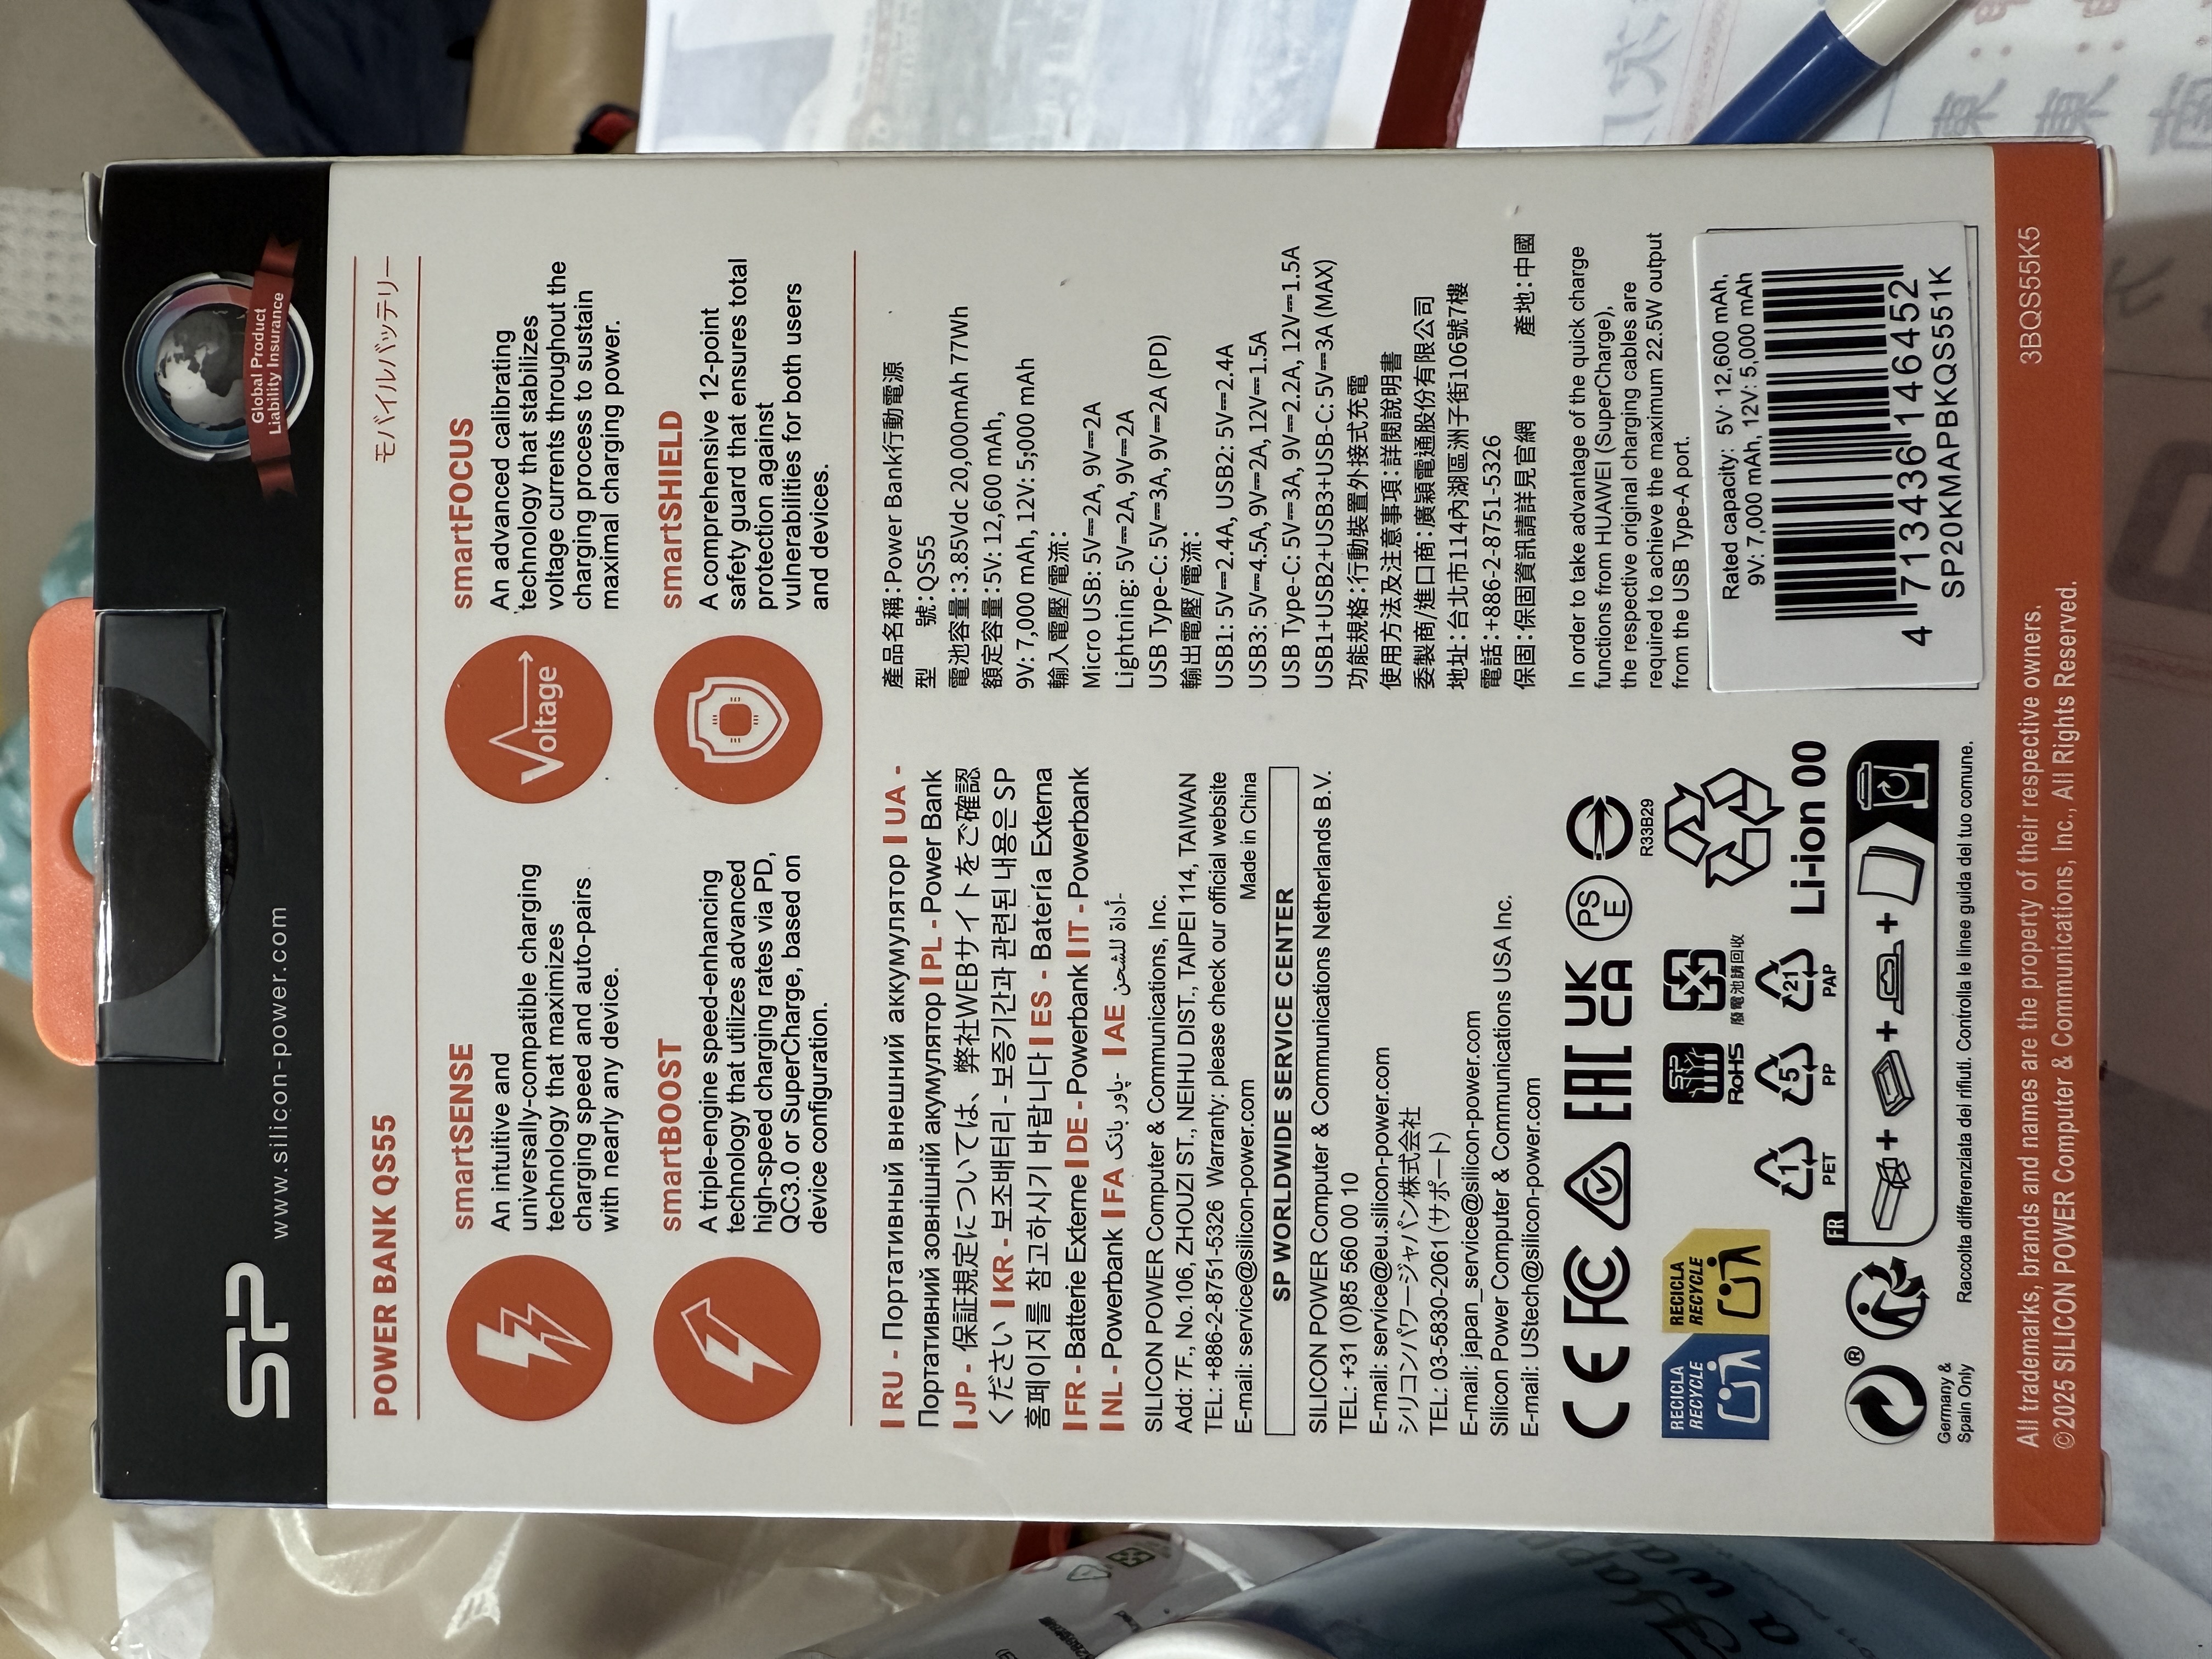 SP
www.silicon-power.com
Global Product
Liability Insurance
POWER BANK QS55
モバイルバッテリー
smartSENSE
An intuitive and
universally-compatible charging
technology that maximizes
charging speed and auto-pairs
with nearly any device.
Voltage
smartFOCUS
An advanced calibrating
technology that stabilizes
voltage currents throughout the
charging process to sustain
maximal charging power.
smartBOOST
A triple-engine speed-enhancing
technology that utilizes advanced
high-speed charging rates via PD,
QC3.0 or SuperCharge, based on
device configuration.
smartSHIELD
A comprehensive 12-point
safety guard that ensures total
protection against
vulnerabilities for both users
and devices.
RU - Портативный внешний аккумулятор UA -
Портативний зовнішній акумулятор PL - Power Bank
JP - 保証規定については、弊社WEBサイトをご確認
ください KR - 보조배터리 - 보증기간과 관련된 내용은 SP
홈페이지를 참고하시기 바랍니다 ES - Batería Externa
FR - Batterie Externe DE - Powerbank IT - Powerbank
NL - Powerbank FA پاور بانک- AE أداة للشحن-
SILICON POWER Computer & Communications, Inc.
Add: 7F., No.106, ZHOUZI ST., NEIHU DIST., TAIPEI 114, TAIWAN
TEL: +886-2-8751-5326 Warranty: please check our official website
E-mail: service@silicon-power.com Made in China
SP WORLDWIDE SERVICE CENTER
SILICON POWER Computer & Communications Netherlands B.V.
TEL: +31 (0)85 560 00 10
E-mail: service@eu.silicon-power.com
シリコンパワージャパン株式会社
TEL: 03-5830-2061 (サポート)
E-mail: japan_service@silicon-power.com
Silicon Power Computer & Communications USA Inc.
E-mail: UStech@silicon-power.com
CE FC EAC UK CA PS E
R33B29
RECICLA
RECYCLE
RECICLA
RECYCLE
SP
RoHS
廢電池請回收
1
PET
5
PP
21
PAP
Li-ion 00
®
Germany &
Spain Only
FR
Raccolta differenziata dei rifiuti. Controlla le linee guida del tuo comune.
產品名稱:Power Bank行動電源
型 號:QS55
電池容量:3.85Vdc 20,000mAh 77Wh
額定容量:5V: 12,600 mAh,
9V: 7,000 mAh, 12V: 5,000 mAh
輸入電壓/電流:
Micro USB: 5V⎓2A, 9V⎓2A
Lightning: 5V⎓2A, 9V⎓2A
USB Type-C: 5V⎓3A, 9V⎓2A (PD)
輸出電壓/電流:
USB1: 5V⎓2.4A, USB2: 5V⎓2.4A
USB3: 5V⎓4.5A, 9V⎓2A, 12V⎓1.5A
USB Type-C: 5V⎓3A, 9V⎓2.2A, 12V⎓1.5A
USB1+USB2+USB3+USB-C: 5V⎓3A (MAX)
功能規格:行動裝置外接式充電
使用方法及注意事項:詳閱說明書
委製商/進口商:廣穎電通股份有限公司
地址:台北市114內湖區洲子街106號7樓
電話:+886-2-8751-5326
保固:保固資訊請詳見官網 產地:中國
In order to take advantage of the quick charge
functions from HUAWEI (SuperCharge),
the respective original charging cables are
required to achieve the maximum 22.5W output
from the USB Type-A port.
Rated capacity: 5V: 12,600 mAh,
9V: 7,000 mAh, 12V: 5,000 mAh
4 713436 146452
SP20KMAPBKQS551K
All trademarks, brands and names are the property of their respective owners.
©2025 SILICON POWER Computer & Communications, Inc., All Rights Reserved.
3BQS55K5